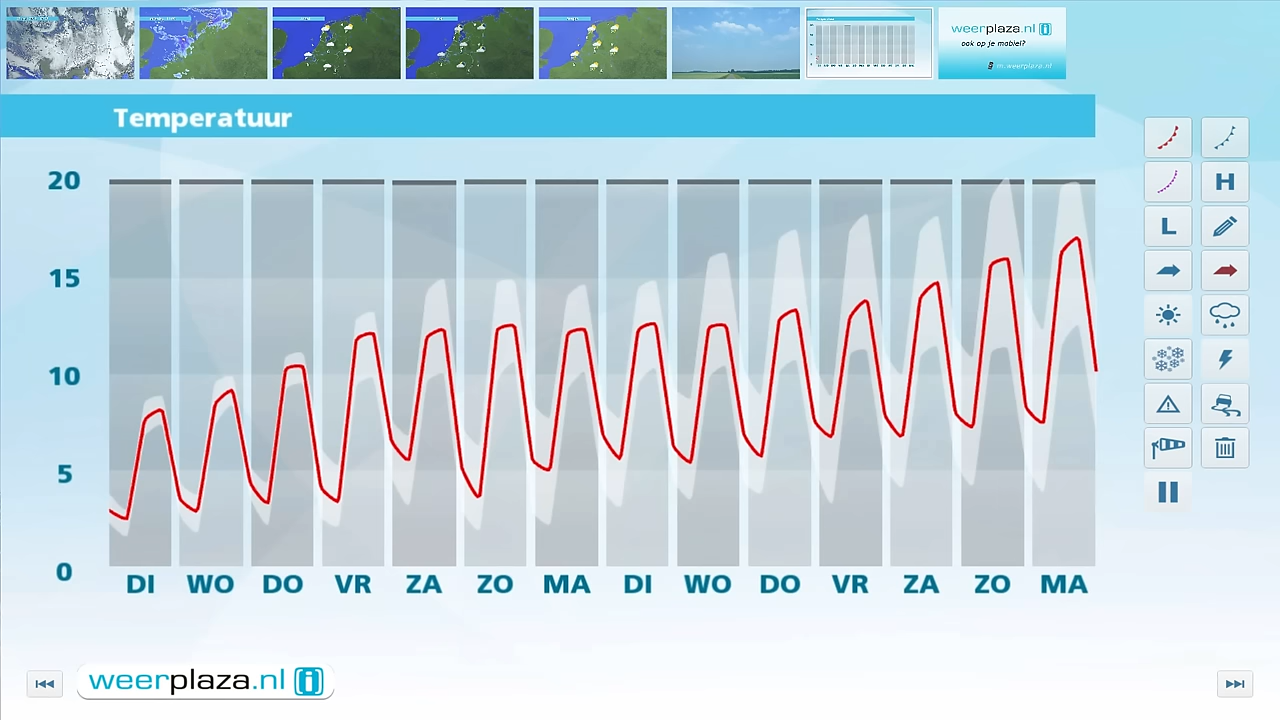 weerplaza.nl
ook op je mobiel?
m.weerplaza.nl
Temperatuur
20
15
10
5
0
DI WO DO VR ZA ZO MA DI WO DO VR ZA ZO MA
H
L
weerplaza.nl